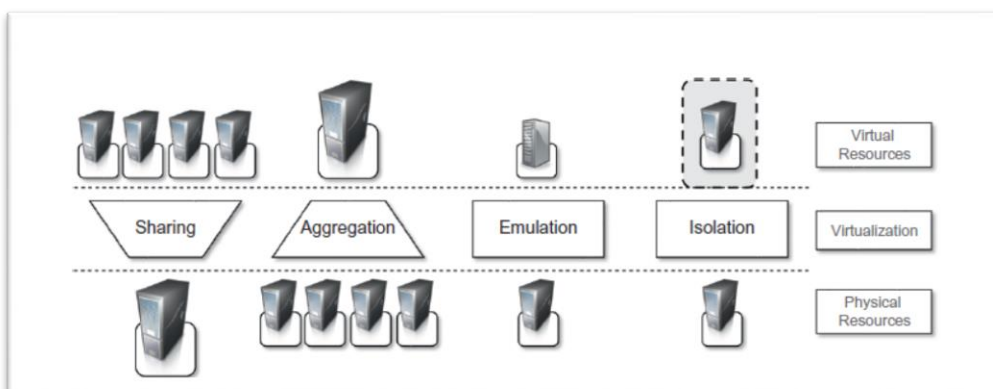 Virtual
Resources
Sharing
Aggregation
Emulation
Isolation
Virtualization
Physical
Resources